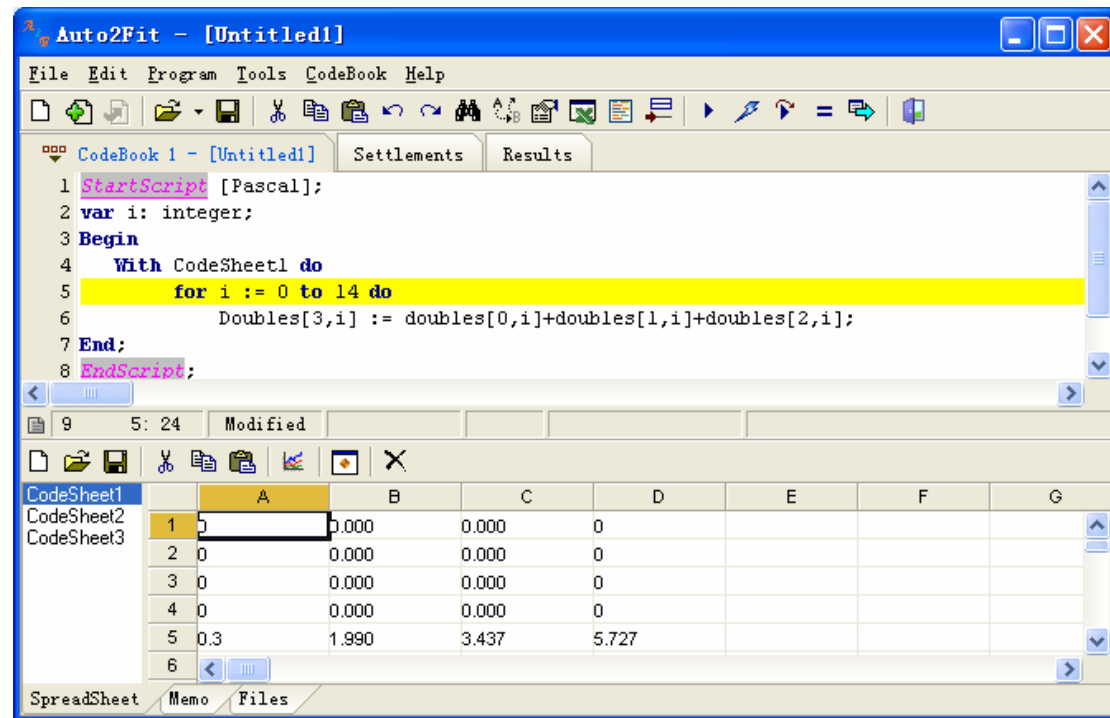 Auto2Fit - [Untitled1]
File Edit Program Tools CodeBook Help
CodeBook 1 - [Untitled1] Settlements Results
1 StartScript [Pascal];
2 var i: integer;
3 Begin
4 With CodeSheet1 do
5 for i := 0 to 14 do
6 Doubles[3,i] := doubles[0,i]+doubles[1,i]+doubles[2,i];
7 End;
8 EndScript;
9 5: 24 Modified
CodeSheet1
CodeSheet2
CodeSheet3
A B C D E F G
1 0 0.000 0.000 0
2 0 0.000 0.000 0
3 0 0.000 0.000 0
4 0 0.000 0.000 0
5 0.3 1.990 3.437 5.727
6
SpreadSheet Memo Files